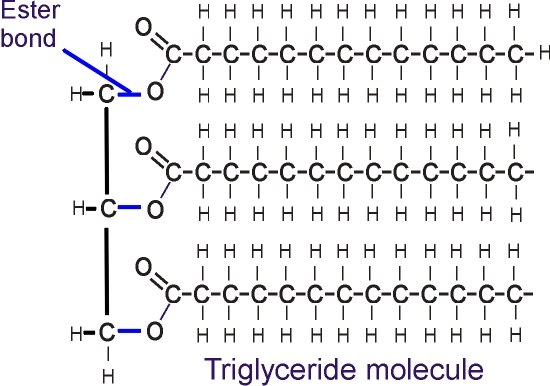 Ester H H H H H H H H H H H H
bond O
H C-C-C-C-C-C-C-C-C-C-C-C-C-H
H-C-O H H H H H H H H H H H H
H H H H H H H H H H H H
O
C-C-C-C-C-C-C-C-C-C-C-C-C-
H-C-O H H H H H H H H H H H H
H H H H H H H H H H H H
O
C-C-C-C-C-C-C-C-C-C-C-C-C-
H-C-O H H H H H H H H H H H H
H Triglyceride molecule